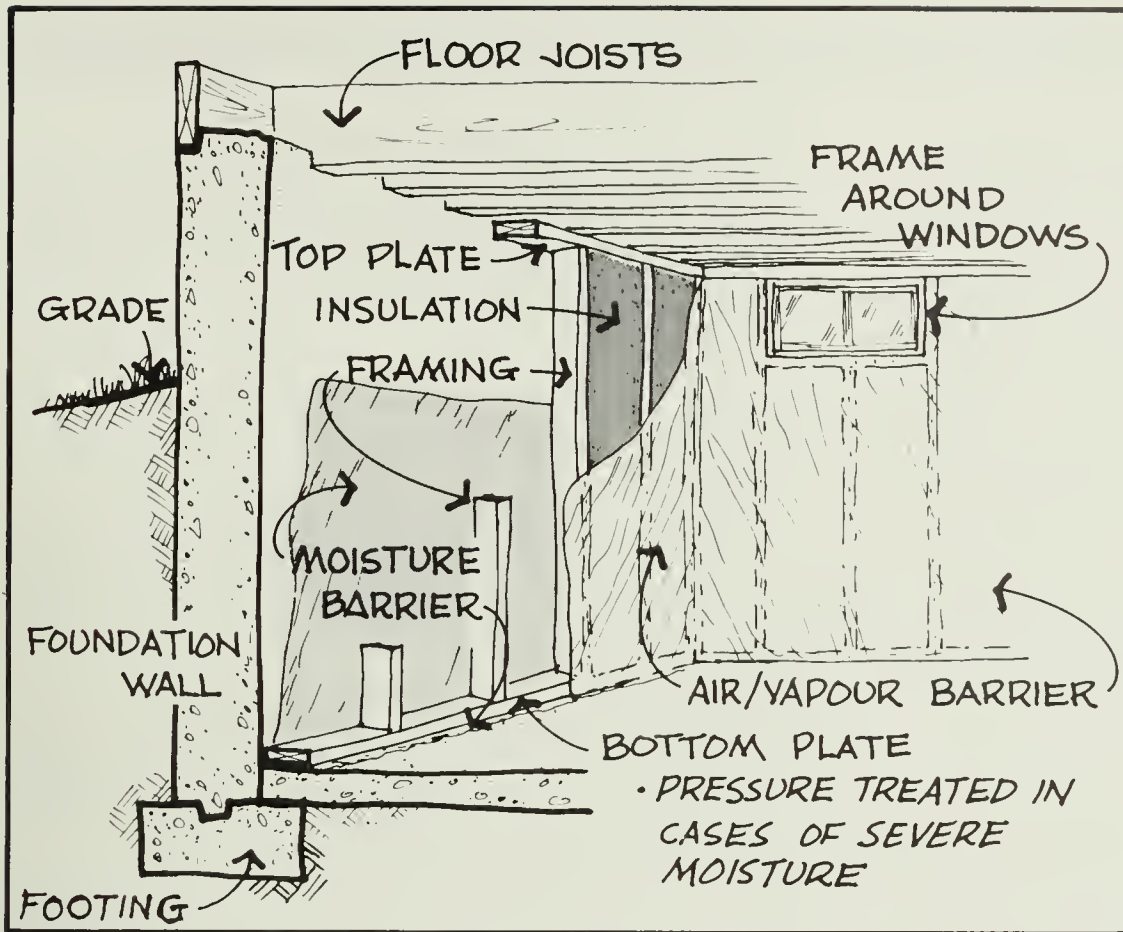 FLOOR JOISTS
FRAME
AROUND
WINDOWS
TOP PLATE
GRADE
INSULATION
FRAMING
MOISTURE
BARRIER
FOUNDATION
WALL
AIR/VAPOUR BARRIER
BOTTOM PLATE
• PRESSURE TREATED IN
CASES OF SEVERE
MOISTURE
FOOTING